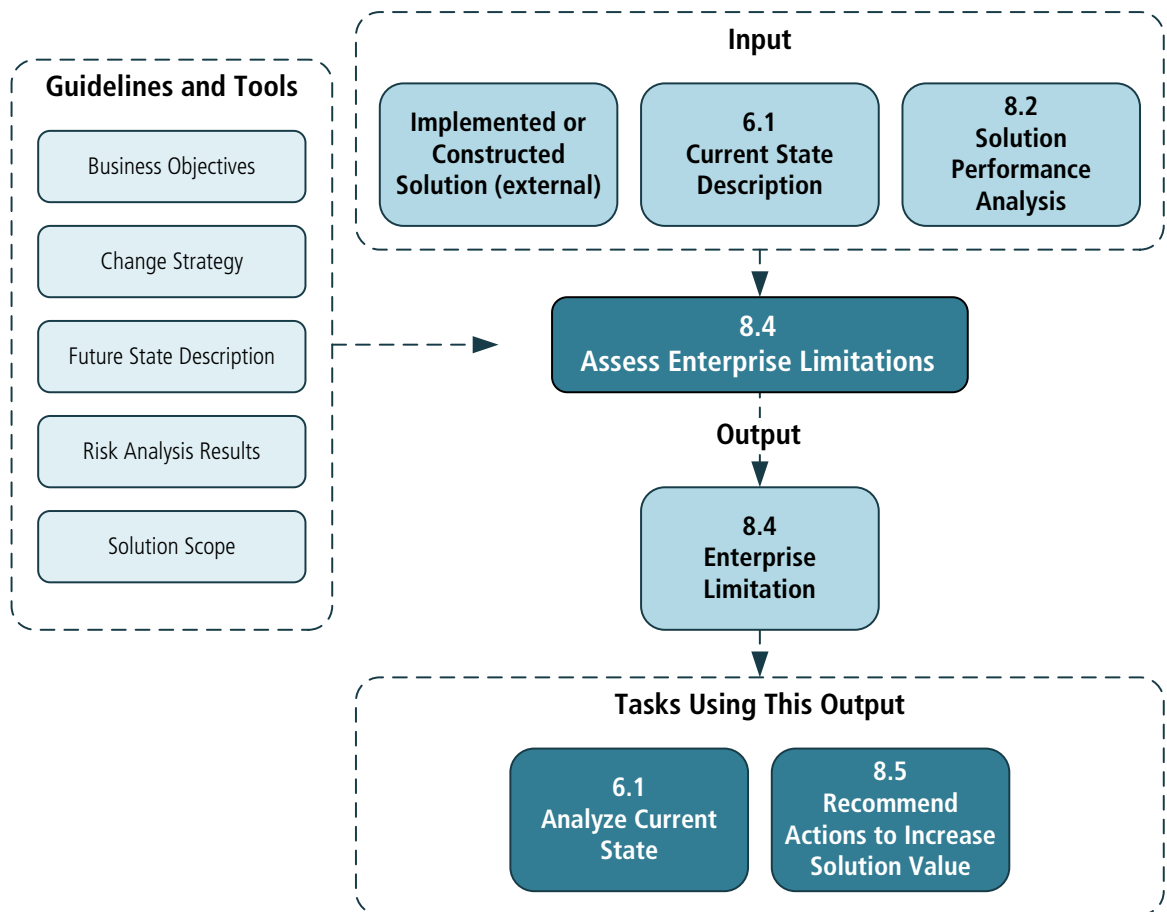 Input
Guidelines and Tools
Business Objectives
Change Strategy
Future State Description
Risk Analysis Results
Solution Scope
Implemented or
Constructed
Solution (external)
6.1
Current State
Description
8.2
Solution
Performance
Analysis
8.4
Assess Enterprise Limitations
Output
8.4
Enterprise
Limitation
Tasks Using This Output
6.1
Analyze Current
State
8.5
Recommend
Actions to Increase
Solution Value